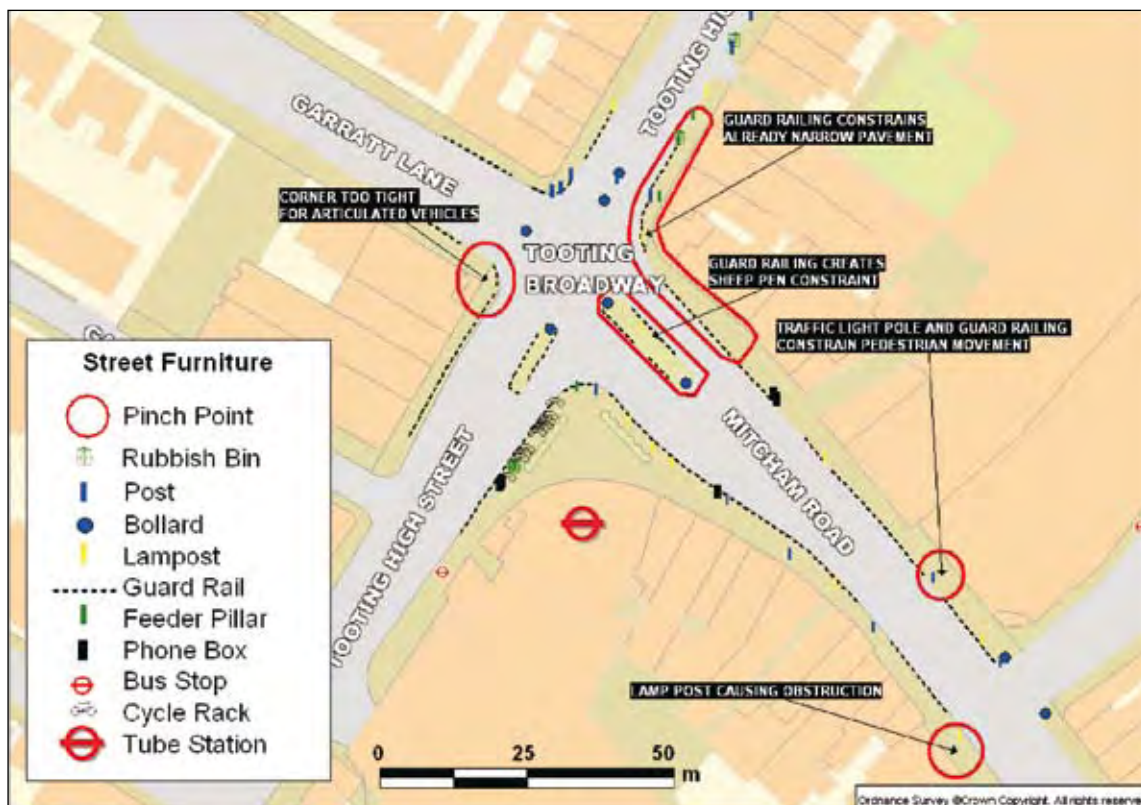 TOOTING HIG
GARRATT LANE
GUARD RAILING CONSTRAINS
ALREADY NARROW PAVEMENT
CORNER TOO TIGHT
FOR ARTICULATED VEHICLES
TOOTING
BROADWAY
GUARD RAILING CREATES
SHEEP PEN CONSTRAINT
TRAFFIC LIGHT POLE AND GUARD RAILING
CONSTRAIN PEDESTRIAN MOVEMENT
MITCHAM ROAD
TOOTING HIGH STREET
LAMP POST CAUSING OBSTRUCTION
Street Furniture
Pinch Point
Rubbish Bin
Post
Bollard
Lampost
Guard Rail
Feeder Pillar
Phone Box
Bus Stop
Cycle Rack
Tube Station
0 25 50
m
Ordnance Survey @Crown Copyright. All rights reserve